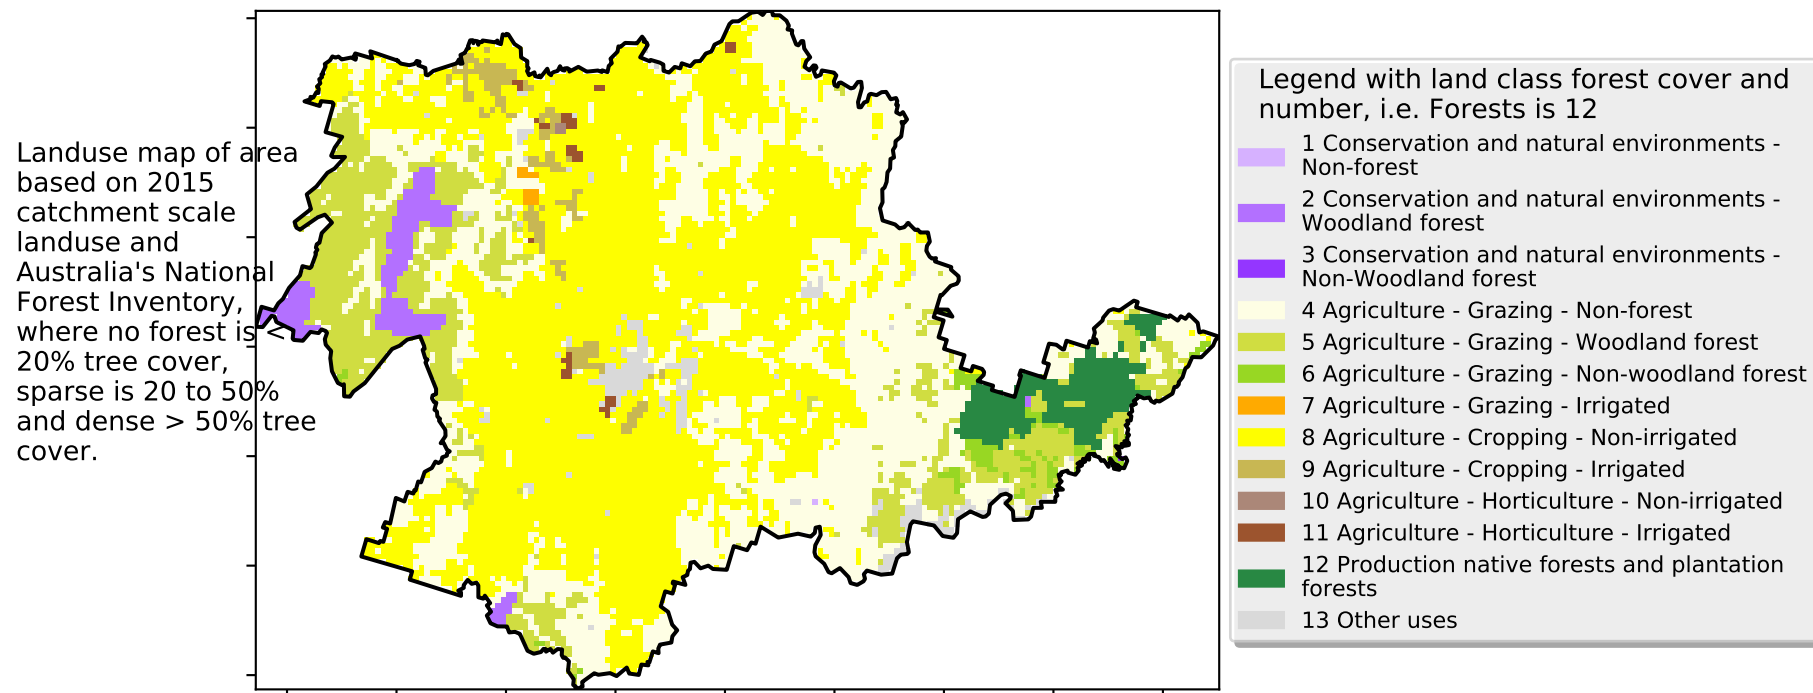 Landuse map of area
based on 2015
catchment scale
landuse and
Australia's National
Forest Inventory,
where no forest is <
20% tree cover,
sparse is 20 to 50%
and dense > 50% tree
cover.
Legend with land class forest cover and
number, i.e. Forests is 12
1 Conservation and natural environments -
Non-forest
2 Conservation and natural environments -
Woodland forest
3 Conservation and natural environments -
Non-Woodland forest
4 Agriculture - Grazing - Non-forest
5 Agriculture - Grazing - Woodland forest
6 Agriculture - Grazing - Non-woodland forest
7 Agriculture - Grazing - Irrigated
8 Agriculture - Cropping - Non-irrigated
9 Agriculture - Cropping - Irrigated
10 Agriculture - Horticulture - Non-irrigated
11 Agriculture - Horticulture - Irrigated
12 Production native forests and plantation
forests
13 Other uses